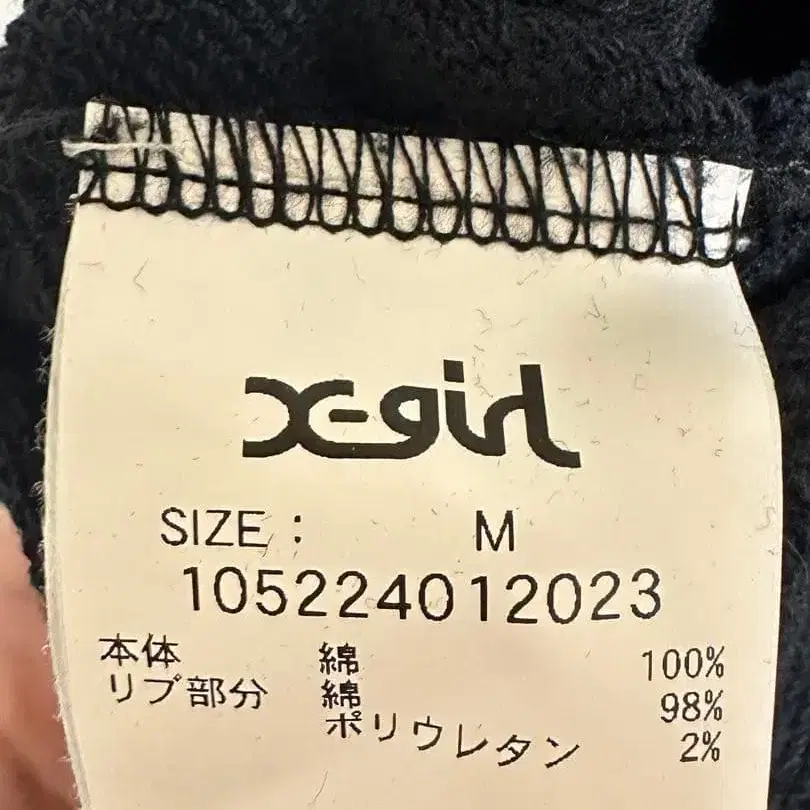 X-girl
SIZE : M
105224012023
本体 綿 100%
リブ部分 綿 98%
ポリウレタン 2%